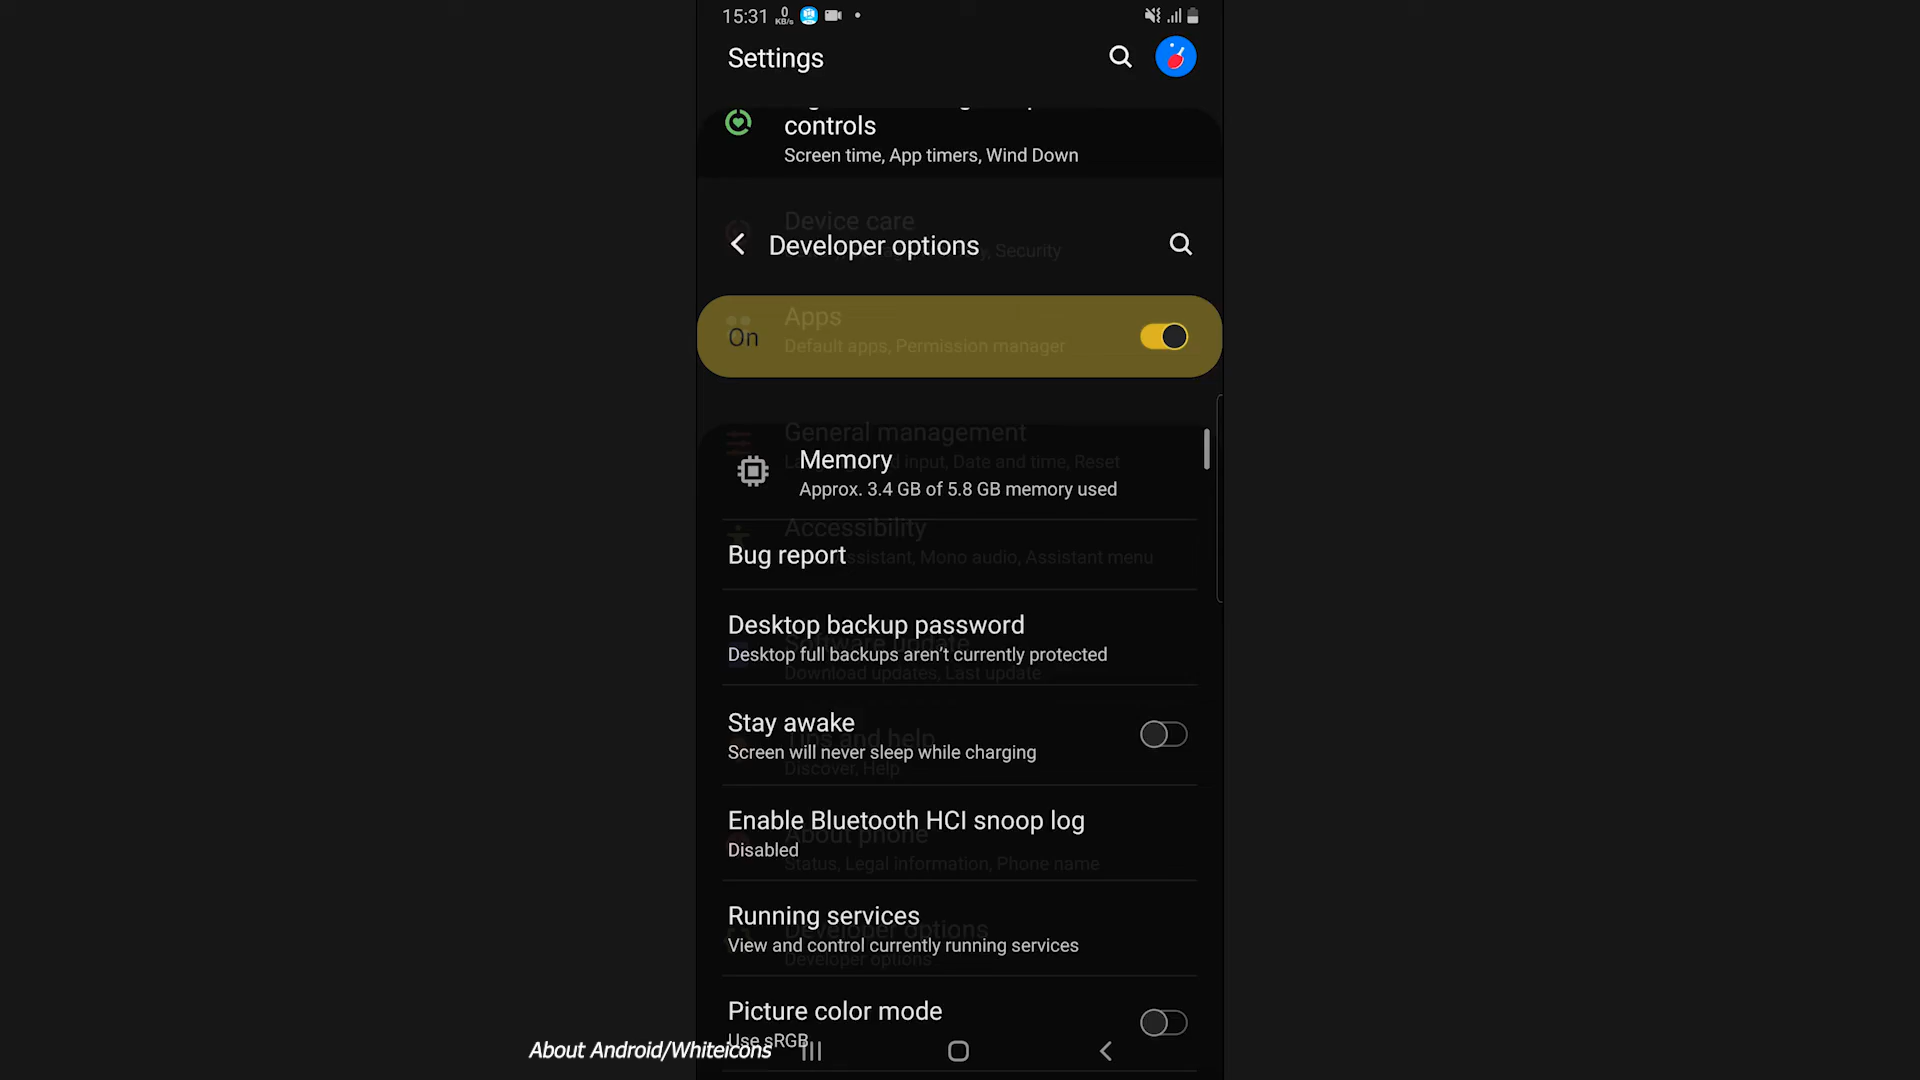 15:31 0 KB/s
Settings
controls
Screen time, App timers, Wind Down
Device care
Developer options
, Security
Apps
On
Default apps, Permission manager
General management
Memory
input, Date and time, Reset
Approx. 3.4 GB of 5.8 GB memory used
Accessibility
Bug report
Mono audio, Assistant menu
Desktop backup password
Software update
Desktop full backups aren't currently protected
Download updates, Last update
Stay awake
Tips and help
Screen will never sleep while charging
Discover, Help
Enable Bluetooth HCI snoop log
About phone
Disabled
Status, Legal information, Phone name
Running services
Developer options
View and control currently running services
Developer options
Picture color mode
Use sRGB
About Android/Whiteicons